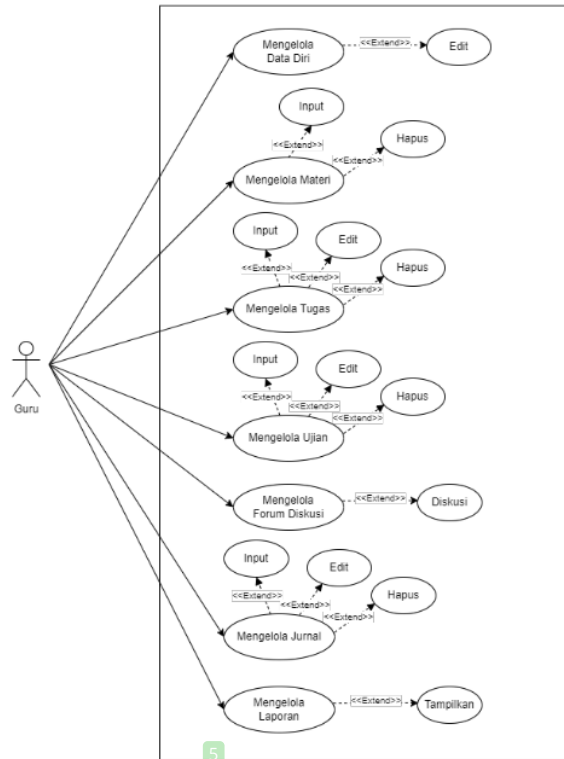 Mengelola
Data Diri
<<Extend>>
Edit
Input
<<Extend>>
Hapus
<<Extend>>
Mengelola Materi
Input
Edit
<<Extend>>
Hapus
<<Extend>>
<<Extend>>
Mengelola Tugas
Input
Edit
<<Extend>>
Hapus
<<Extend>>
<<Extend>>
Mengelola Ujian
Guru
Mengelola
Forum Diskusi
<<Extend>>
Diskusi
Input
Edit
<<Extend>>
Hapus
<<Extend>>
<<Extend>>
Mengelola Jurnal
Mengelola
Laporan
<<Extend>>
Tampilkan
5